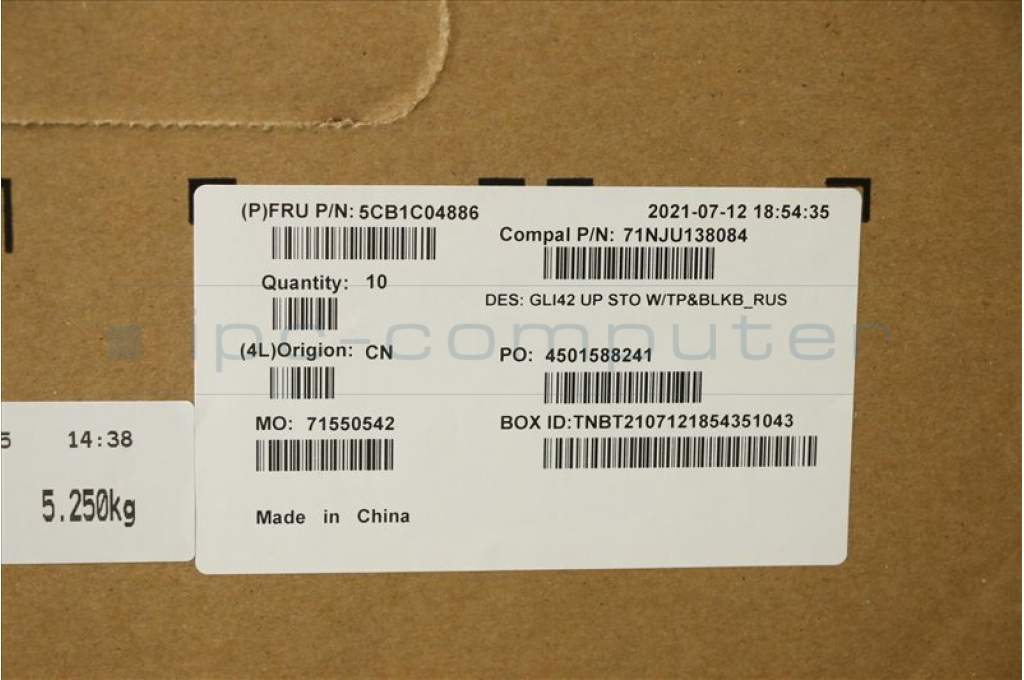 (P)FRU P/N: 5CB1C04886
2021-07-12 18:54:35
Compal P/N: 71NJU138084
Quantity: 10
DES: GLI42 UP STO W/TP&BLKB_RUS
ipc-computer
(4L)Origion: CN
PO: 4501588241
MO: 71550542
BOX ID:TNBT2107121854351043
Made in China
5 14:38
5.250kg